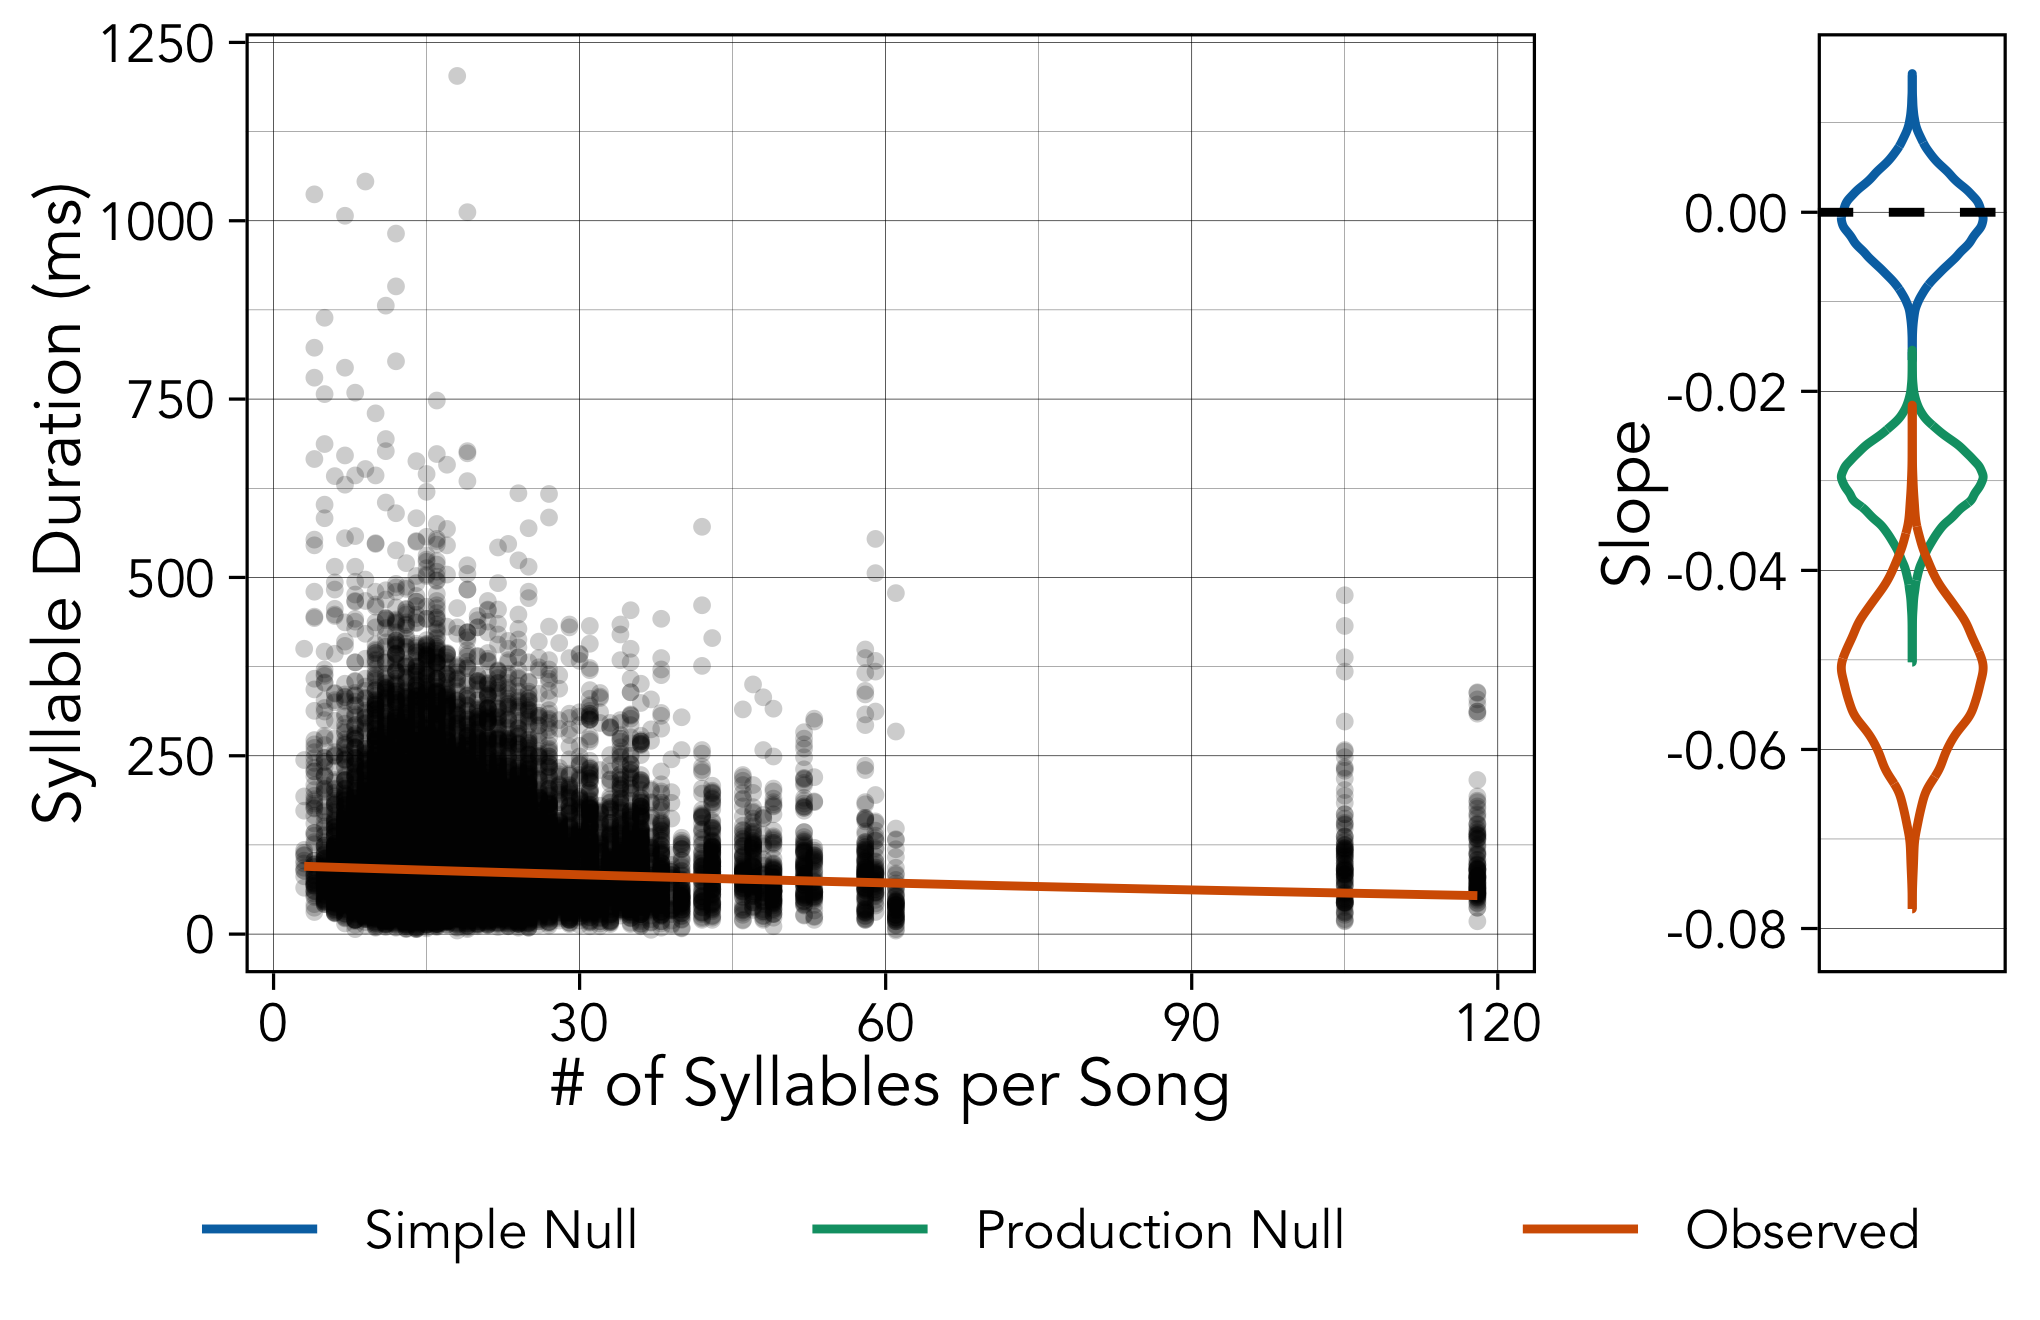 1250
1000
750
500
250
0
Syllable Duration (ms)
0 30 60 90 120
# of Syllables per Song
0.00
-0.02
-0.04
-0.06
-0.08
Slope
Simple Null Production Null Observed